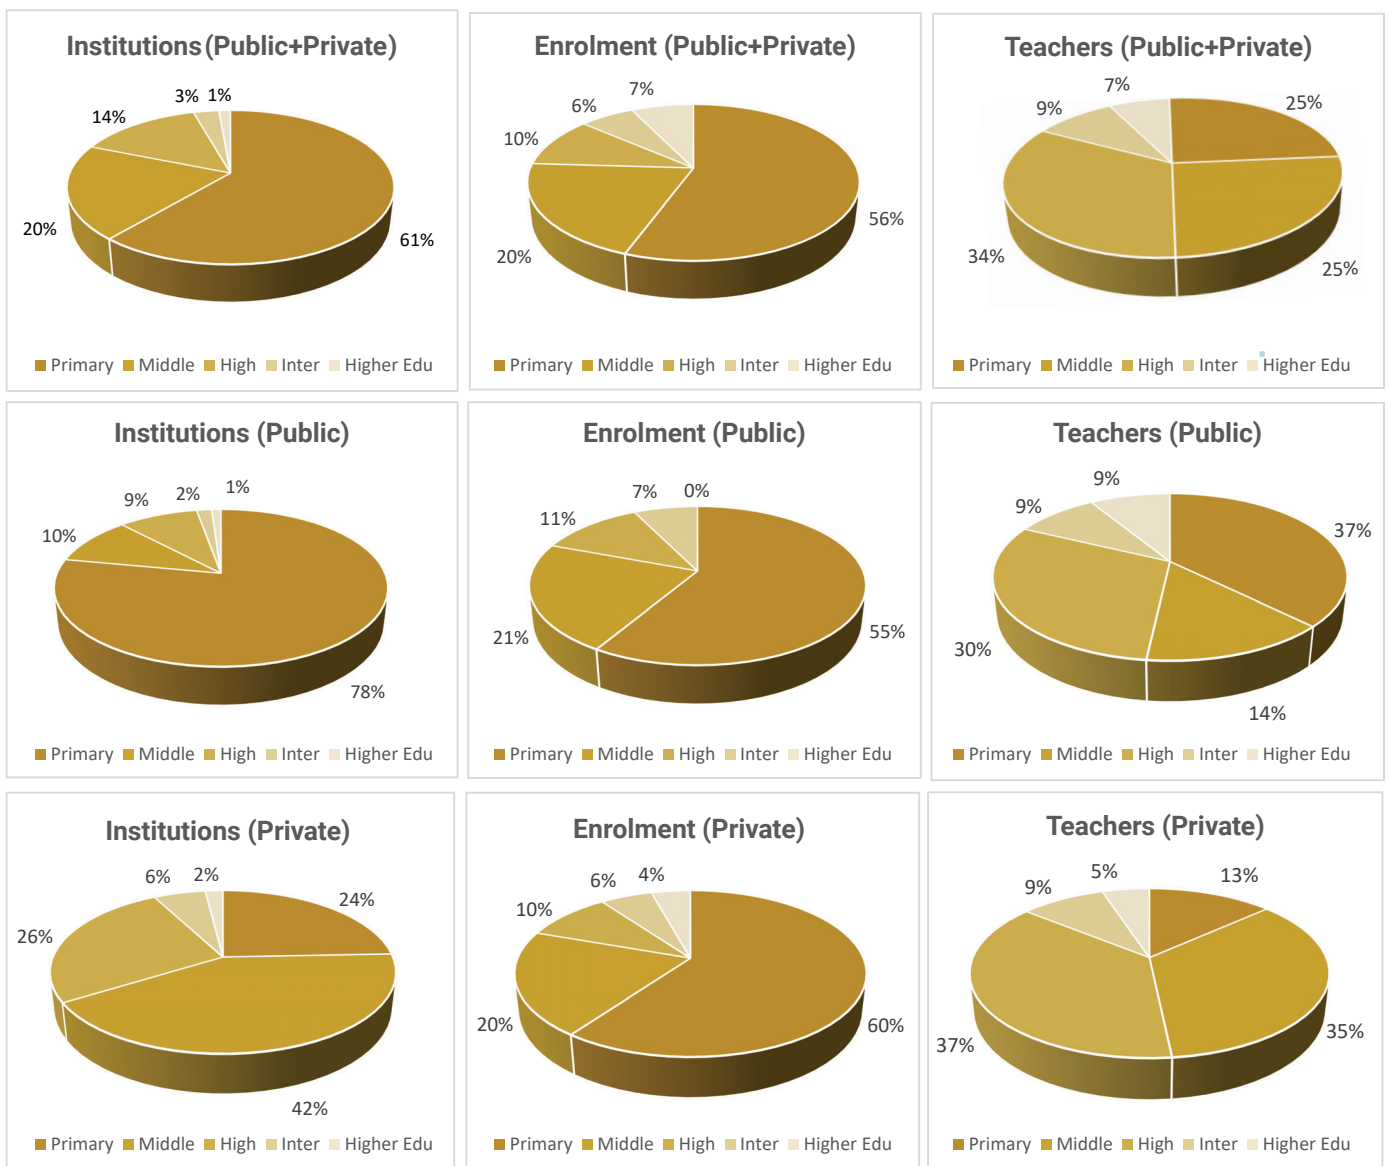 Institutions (Public+Private)
3% 1%
14%
20%
61%
Primary Middle High Inter Higher Edu
Enrolment (Public+Private)
7%
6%
10%
56%
20%
Primary Middle High Inter Higher Edu
Teachers (Public+Private)
7%
25%
9%
34%
25%
Primary Middle High Inter Higher Edu
Institutions (Public)
1%
9% 2%
10%
78%
Primary Middle High Inter Higher Edu
Enrolment (Public)
7% 0%
11%
55%
21%
Primary Middle High Inter Higher Edu
Teachers (Public)
9%
9%
37%
30%
14%
Primary Middle High Inter Higher Edu
Institutions (Private)
6% 2%
24%
26%
42%
Primary Middle High Inter Higher Edu
Enrolment (Private)
6% 4%
10%
20%
60%
Primary Middle High Inter Higher Edu
Teachers (Private)
5%
13%
9%
35%
37%
Primary Middle High Inter Higher Edu